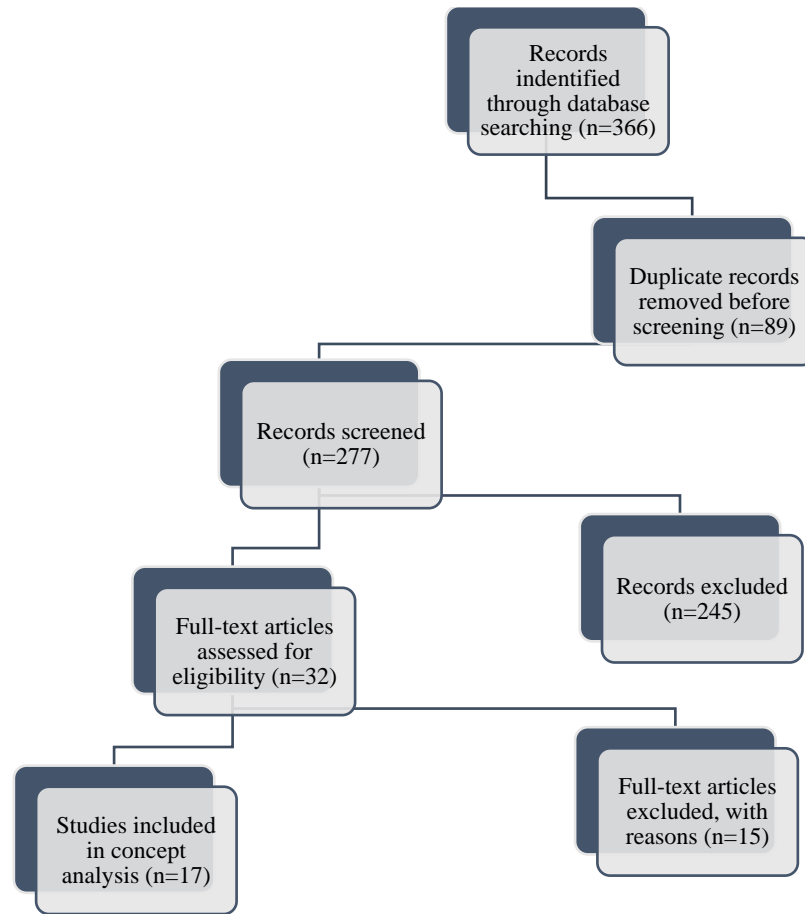 Records
indentified
through database
searching (n=366)
Duplicate records
removed before
screening (n=89)
Records screened
(n=277)
Records excluded
(n=245)
Full-text articles
assessed for
eligibility (n=32)
Full-text articles
excluded, with
reasons (n=15)
Studies included
in concept
analysis (n=17)